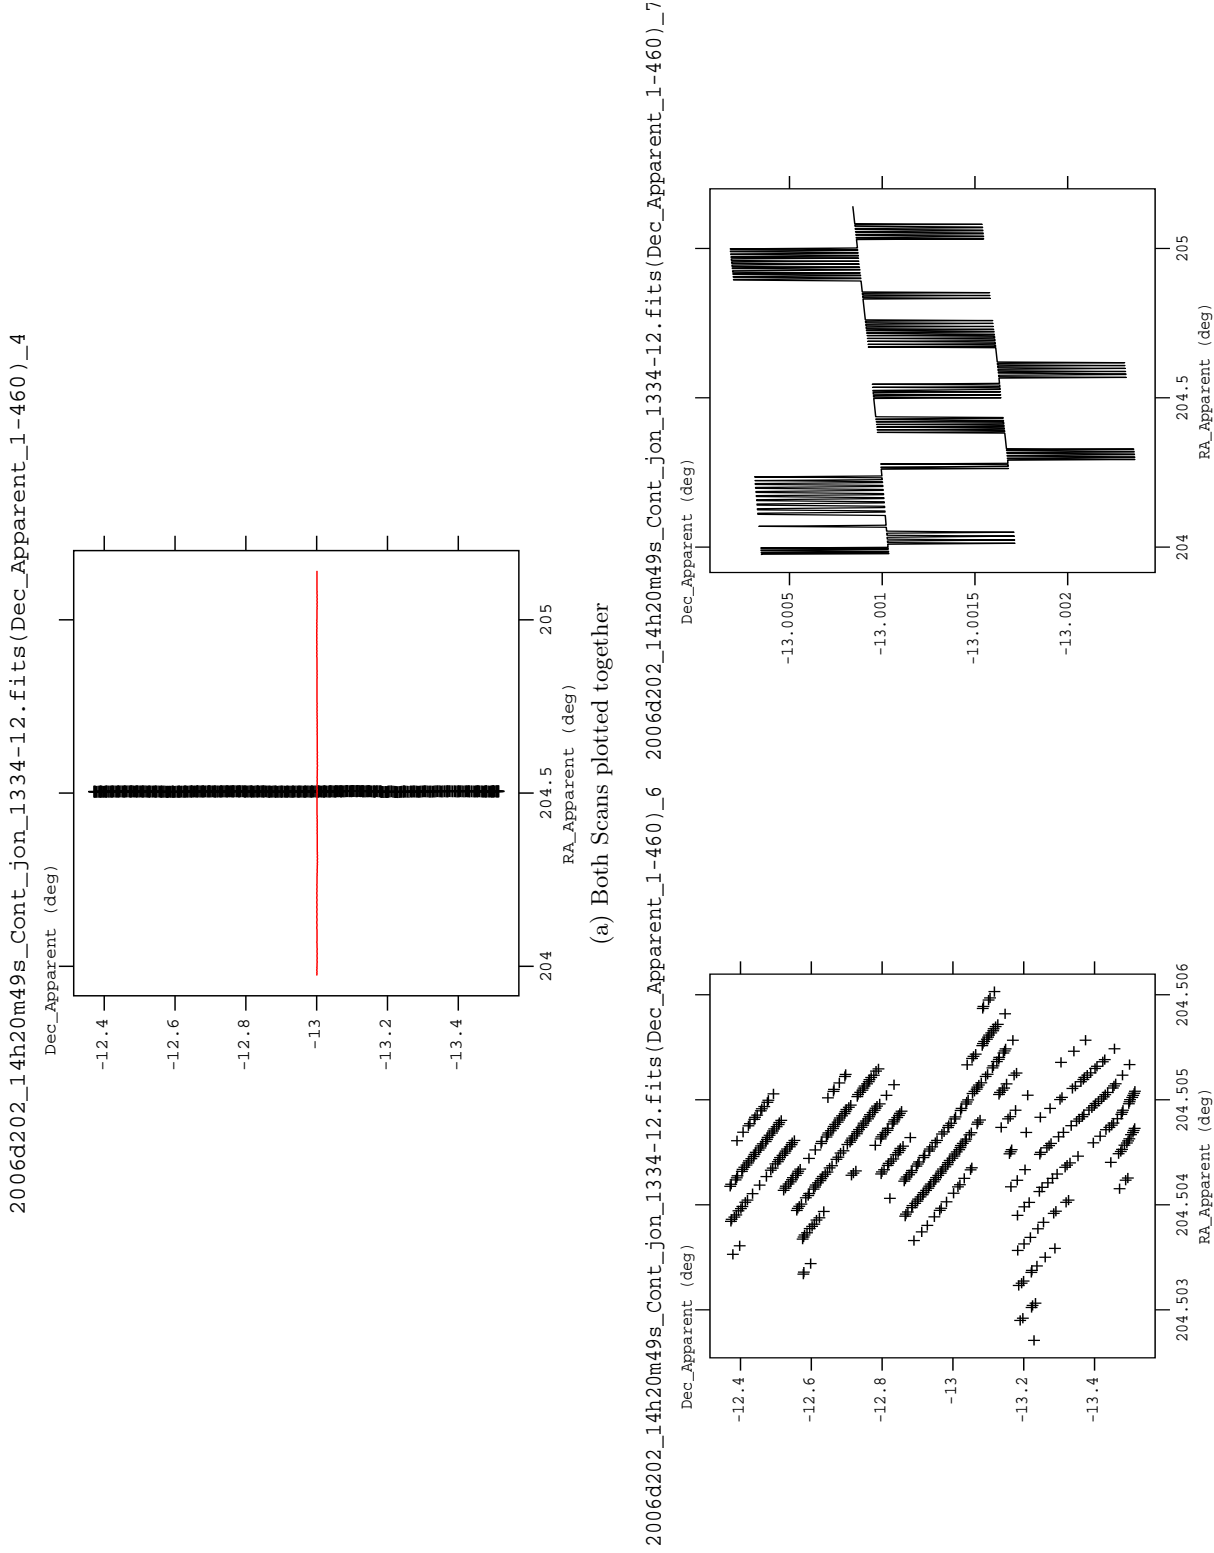 2006d202_14h20m49s_Cont_jon_1334-12.fits(Dec_Apparent_1-460)_4
Dec_Apparent (deg)
-12.4
-12.6
-12.8
-13
-13.2
-13.4
204
204.5
205
RA_Apparent (deg)
(a) Both Scans plotted together
2006d202_14h20m49s_Cont_jon_1334-12.fits(Dec_Apparent_1-460)_6
Dec_Apparent (deg)
-12.4
-12.6
-12.8
-13
-13.2
-13.4
204.503
204.504
204.505
204.506
RA_Apparent (deg)
2006d202_14h20m49s_Cont_jon_1334-12.fits(Dec_Apparent_1-460)_7
Dec_Apparent (deg)
-13.0005
-13.001
-13.0015
-13.002
204
204.5
205
RA_Apparent (deg)